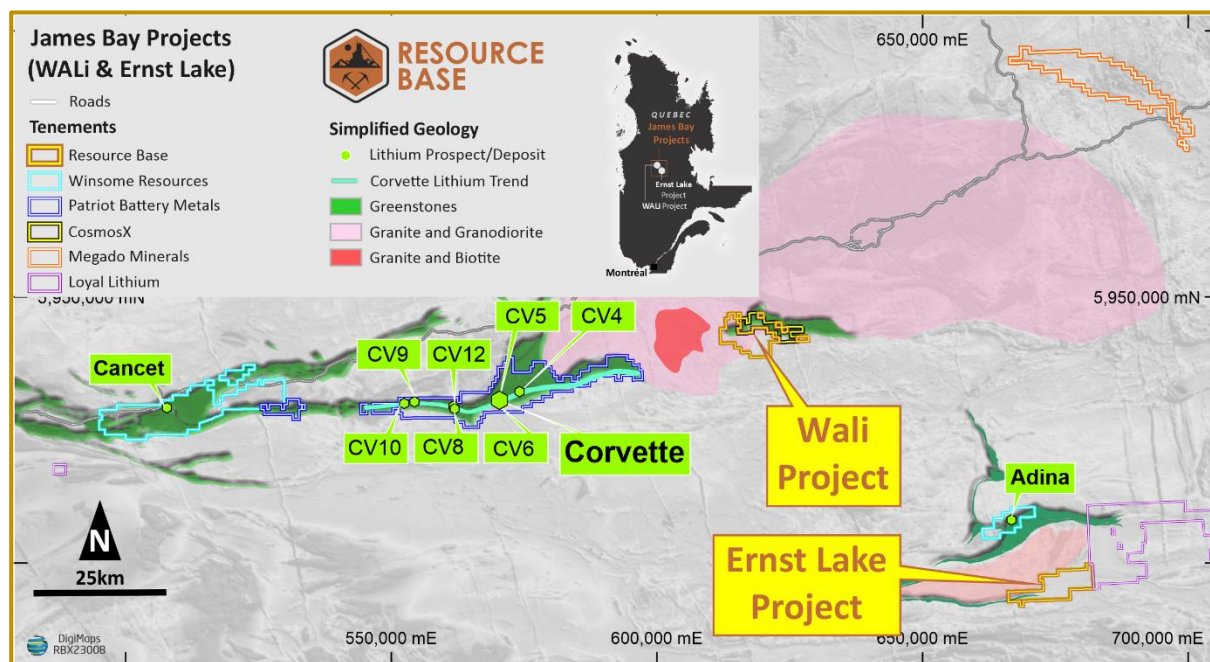 James Bay Projects
(WALi & Ernst Lake)
Roads
Tenements
Resource Base
Winsome Resources
Patriot Battery Metals
CosmosX
Megado Minerals
Loyal Lithium
RESOURCE
BASE
Simplified Geology
Lithium Prospect/Deposit
Corvette Lithium Trend
Greenstones
Granite and Granodiorite
Granite and Biotite
QUEBEC
James Bay
Projects
Ernst Lake
Project
WALi Project
Montréal
650,000 mE
5,950,000 mN
5,950,000 mN
CV5
CV4
CV9
CV12
Cancet
CV10
CV8
CV6
Corvette
Wali
Project
Adina
Ernst Lake
Project
N
25km
DigiMaps
RBX23008
550,000 mE
600,000 mE
650,000 mE
700,000 mE